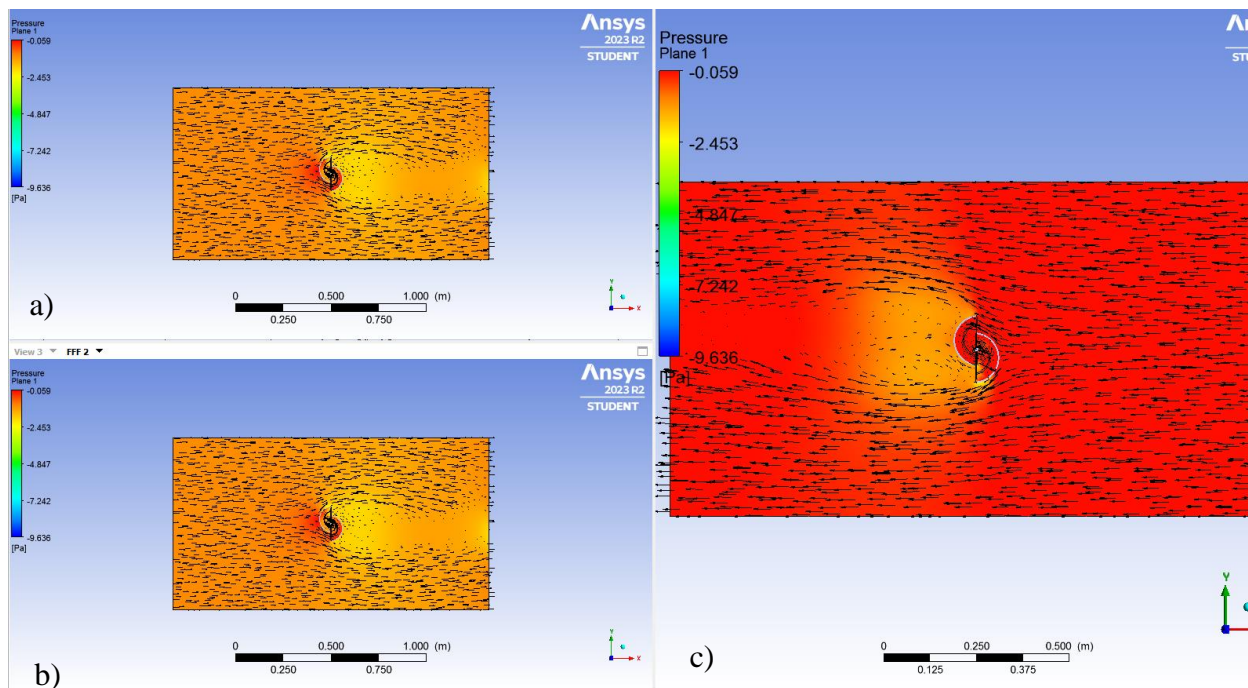 Pressure
Plane 1
-0.059
-2.453
-4.847
-7.242
-9.636
[Pa]
Ansys
2023 R2
STUDENT
0 0.500 1.000 (m)
0.250 0.750
Y
X
a)
View 3 FFF 2
Pressure
Plane 1
-0.059
-2.453
-4.847
-7.242
-9.636
[Pa]
Ansys
2023 R2
STUDENT
0 0.500 1.000 (m)
0.250 0.750
Y
X
b)
Pressure
Plane 1
-0.059
-2.453
-4.847
-7.242
-9.636
[Pa]
An
202
STU
0 0.250 0.500 (m)
0.125 0.375
Y
c)